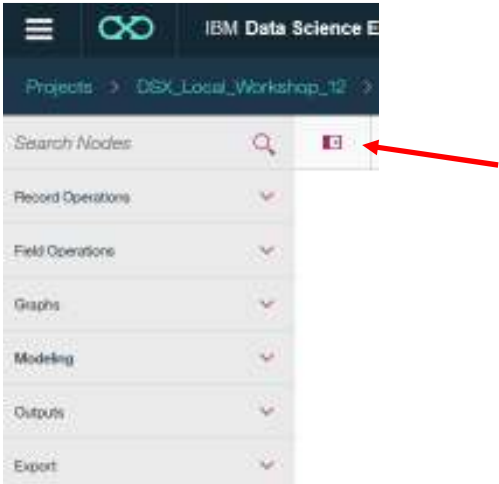 IBM Data Science E
Projects > DSX_Local_Workshop_12 >
Search Nodes
Record Operations
Field Operations
Graphs
Modeling
Outputs
Export